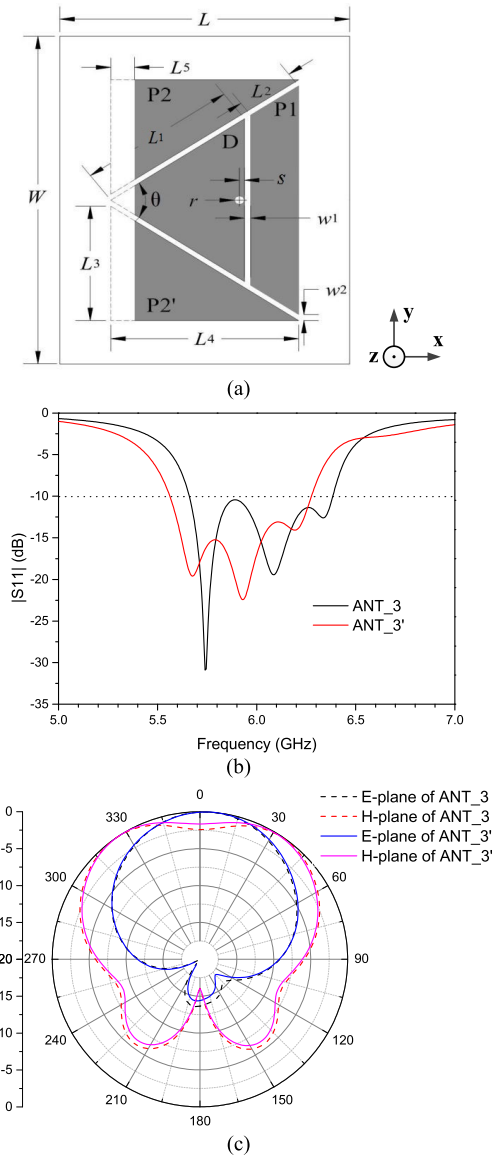 L
L5
P2
L2
P1
L1
D
s
W
r
θ
w1
L3
w2
P2'
L4
y
z
x
(a)
0
-5
-10
-15
-20
-25
-30
-35
|S11| (dB)
ANT_3
ANT_3'
5.0 5.5 6.0 6.5 7.0
Frequency (GHz)
(b)
0
E-plane of ANT_3
H-plane of ANT_3
E-plane of ANT_3'
H-plane of ANT_3'
330
30
300
60
270
90
240
120
210
150
180
0
-5
-10
-15
20
15
10
-5
0
(c)